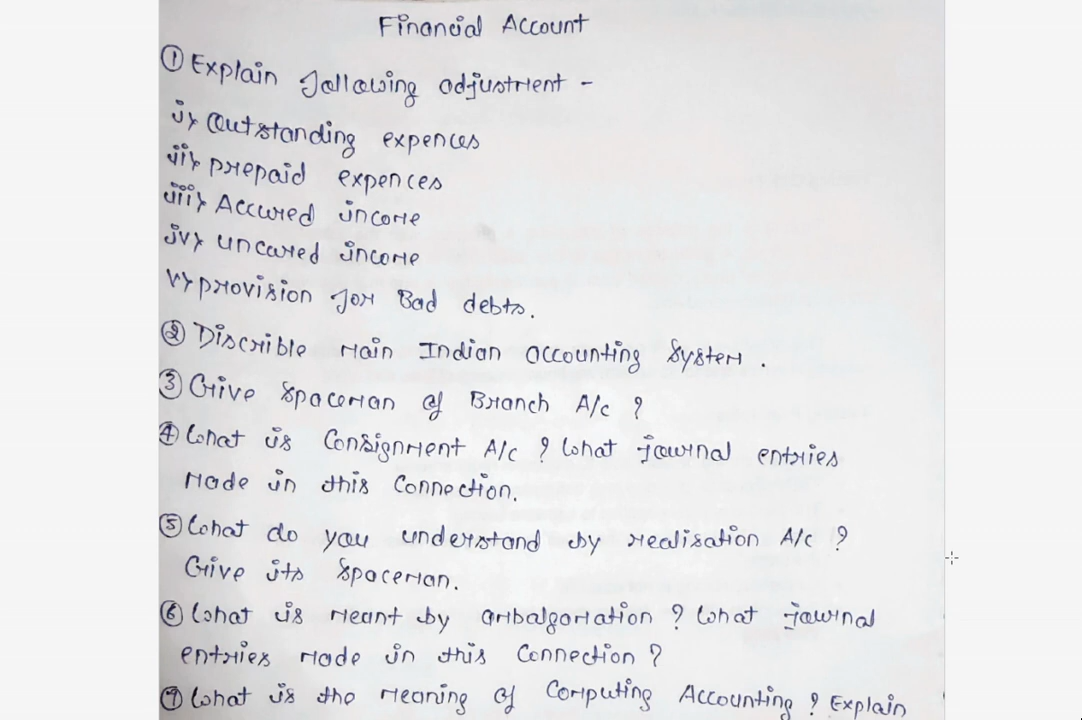 Financial Account
① Explain following adjustment -
i) Outstanding expences
ii) prepaid expences
iii) Accured income
iv) uncured income
v) provision for Bad debts.
② Discrible main Indian accounting System.
③ Give Spaceman of Branch A/c ?
④ What is Consignment A/c ? What journal entries
made in this Connection.
⑤ What do you understand by realisation A/c ?
Give its Spaceman.
⑥ What is meant by ambalgamation ? What journal
entries made in this Connection ?
⑦ What is the meaning of Computing Accounting ? Explain